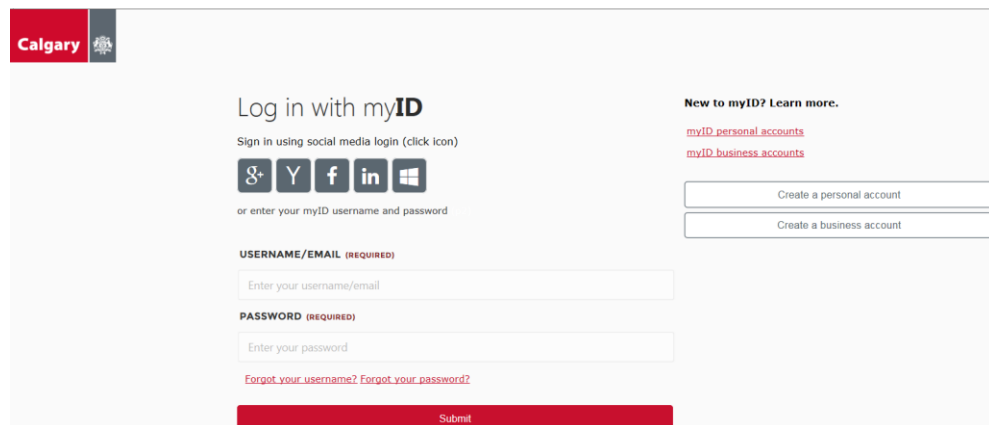 Calgary
Log in with myID
Sign in using social media login (click icon)
g+ Y f in
or enter your myID username and password
USERNAME/EMAIL (REQUIRED)
Enter your username/email
PASSWORD (REQUIRED)
Enter your password
Forgot your username? Forgot your password?
Submit
New to myID? Learn more.
myID personal accounts
myID business accounts
Create a personal account
Create a business account